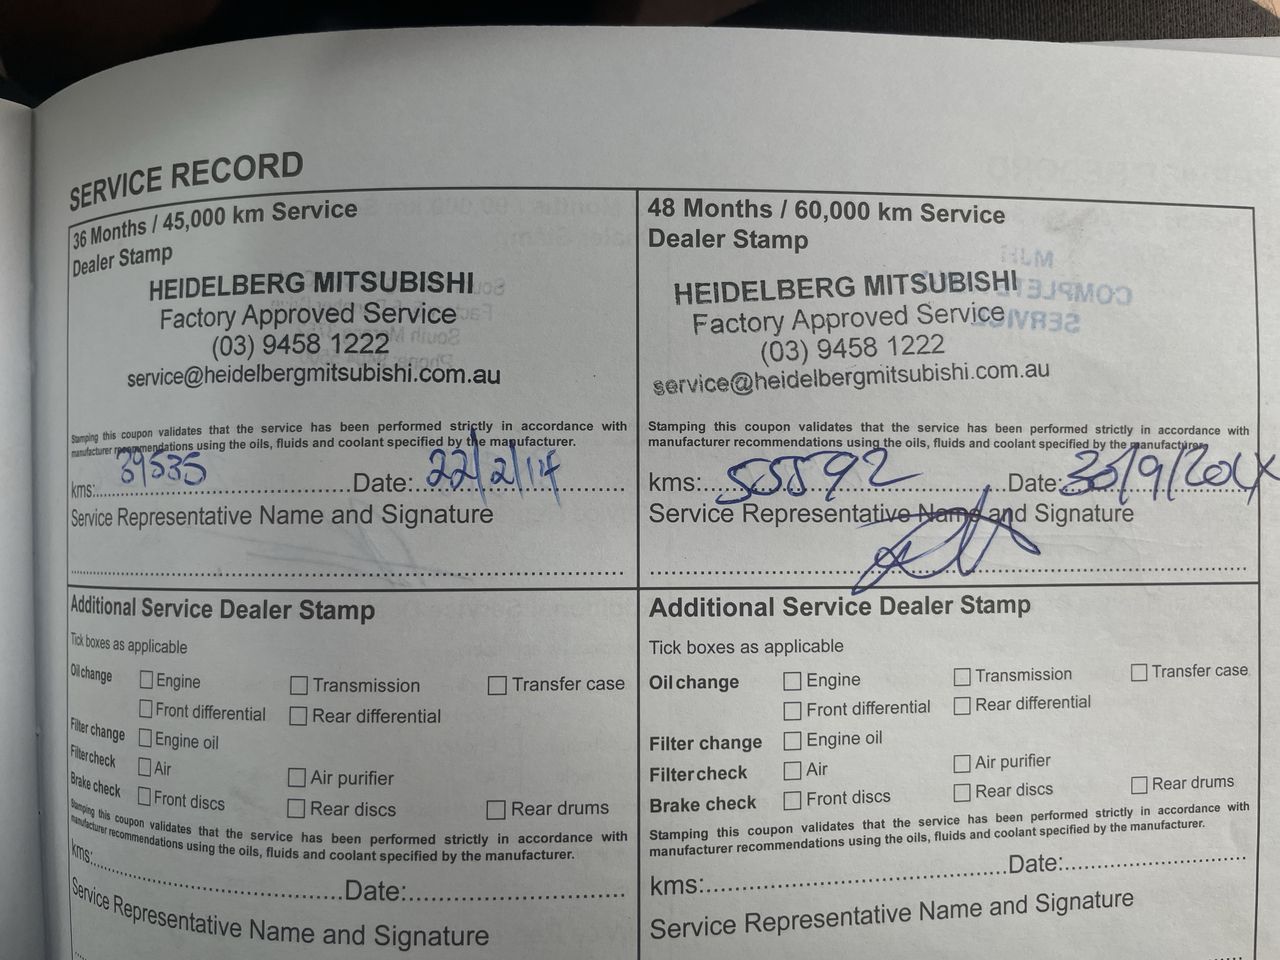 SERVICE RECORD
36 Months / 45,000 km Service
Dealer Stamp
HEIDELBERG MITSUBISHI
Factory Approved Service
(03) 9458 1222
service@heidelbergmitsubishi.com.au
Stamping this coupon validates that the service has been performed strictly in accordance with
manufacturer recommendations using the oils, fluids and coolant specified by the manufacturer.
kms: 39535 Date: 22/2/17
Service Representative Name and Signature
Additional Service Dealer Stamp
Tick boxes as applicable
Oil change Engine Transmission Transfer case
Front differential Rear differential
Filter change Engine oil
Filter check Air Air purifier
Brake check Front discs Rear discs Rear drums
Stamping this coupon validates that the service has been performed strictly in accordance with
manufacturer recommendations using the oils, fluids and coolant specified by the manufacturer.
kms: Date:
Service Representative Name and Signature
48 Months / 60,000 km Service
Dealer Stamp
HEIDELBERG MITSUBISHI
Factory Approved Service
(03) 9458 1222
service@heidelbergmitsubishi.com.au
Stamping this coupon validates that the service has been performed strictly in accordance with
manufacturer recommendations using the oils, fluids and coolant specified by the manufacturer.
kms: 55592 Date:
Service Representative Name and Signature
Additional Service Dealer Stamp
Tick boxes as applicable
Oil change Engine Transmission Transfer case
Front differential Rear differential
Filter change Engine oil
Filter check Air Air purifier
Brake check Front discs Rear discs Rear drums
Stamping this coupon validates that the service has been performed strictly in accordance with
manufacturer recommendations using the oils, fluids and coolant specified by the manufacturer.
kms: Date:
Service Representative Name and Signature